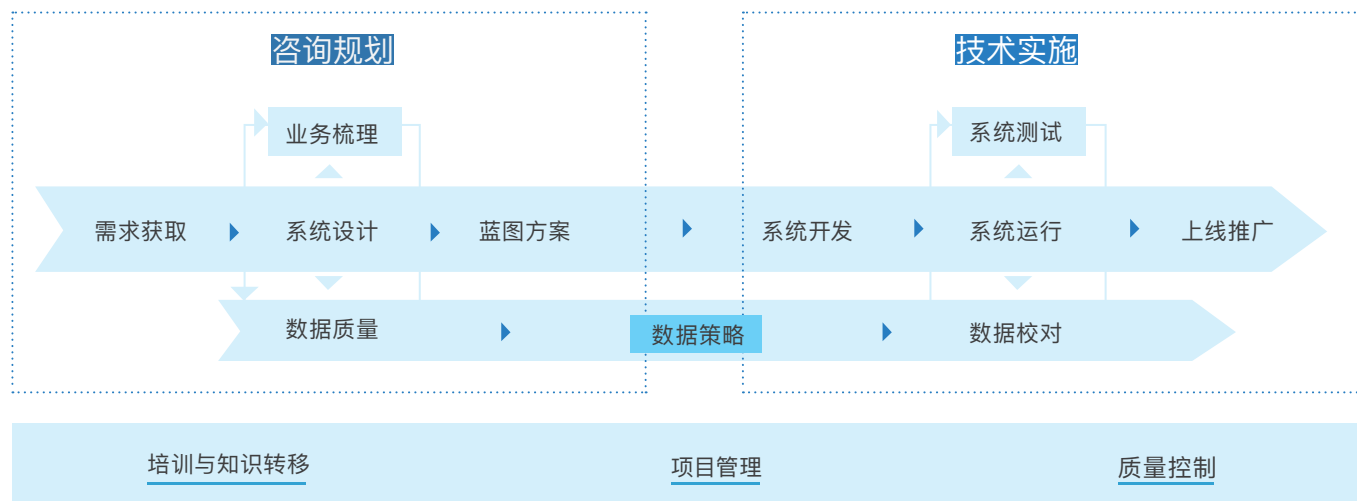 咨询规划
技术实施
业务梳理
系统测试
需求获取
系统设计
蓝图方案
系统开发
系统运行
上线推广
数据质量
数据策略
数据校对
培训与知识转移
项目管理
质量控制